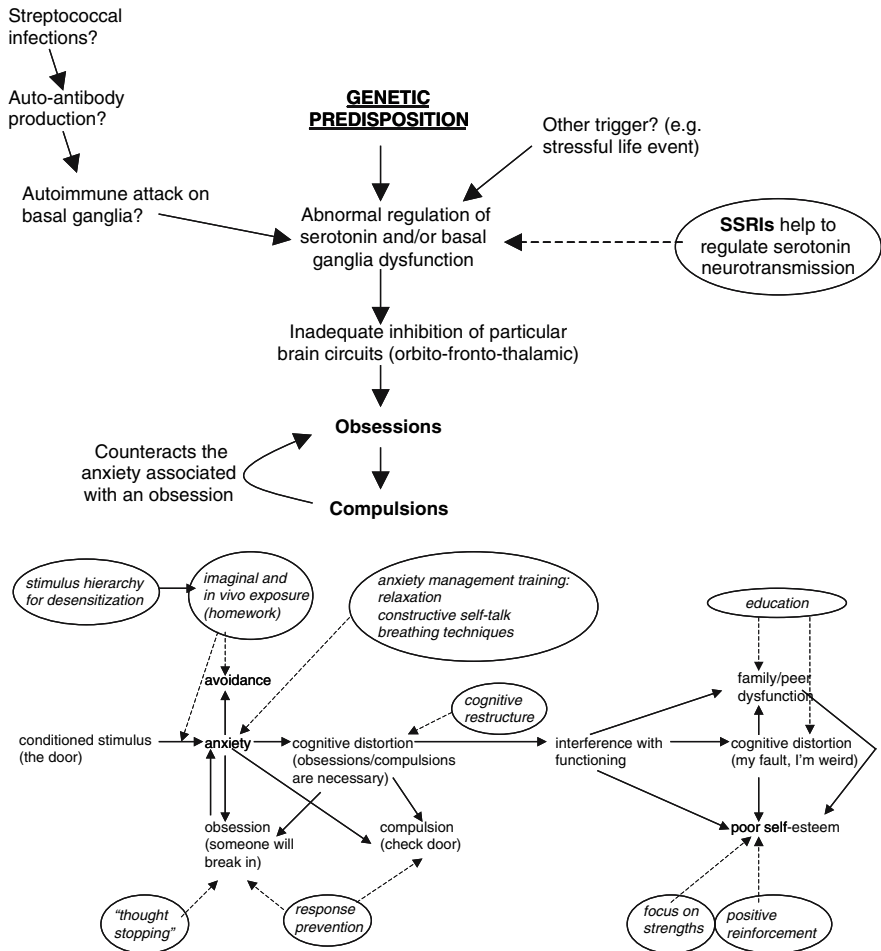 Streptococcal
infections?
Auto-antibody
production?
Autoimmune attack on
basal ganglia?
GENETIC
PREDISPOSITION
Other trigger? (e.g.
stressful life event)
Abnormal regulation of
serotonin and/or basal
ganglia dysfunction
SSRIs help to
regulate serotonin
neurotransmission
Inadequate inhibition of particular
brain circuits (orbito-fronto-thalamic)
Obsessions
Counteracts the
anxiety associated
with an obsession
Compulsions
stimulus hierarchy
for desensitization
imaginal and
in vivo exposure
(homework)
anxiety management training:
relaxation
constructive self-talk
breathing techniques
education
avoidance
family/peer
dysfunction
cognitive
restructure
conditioned stimulus
(the door)
anxiety
cognitive distortion
(obsessions/compulsions
are necessary)
interference with
functioning
cognitive distortion
(my fault, I'm weird)
obsession
(someone will
break in)
compulsion
(check door)
poor self-esteem
"thought
stopping"
response
prevention
focus on
strengths
positive
reinforcement